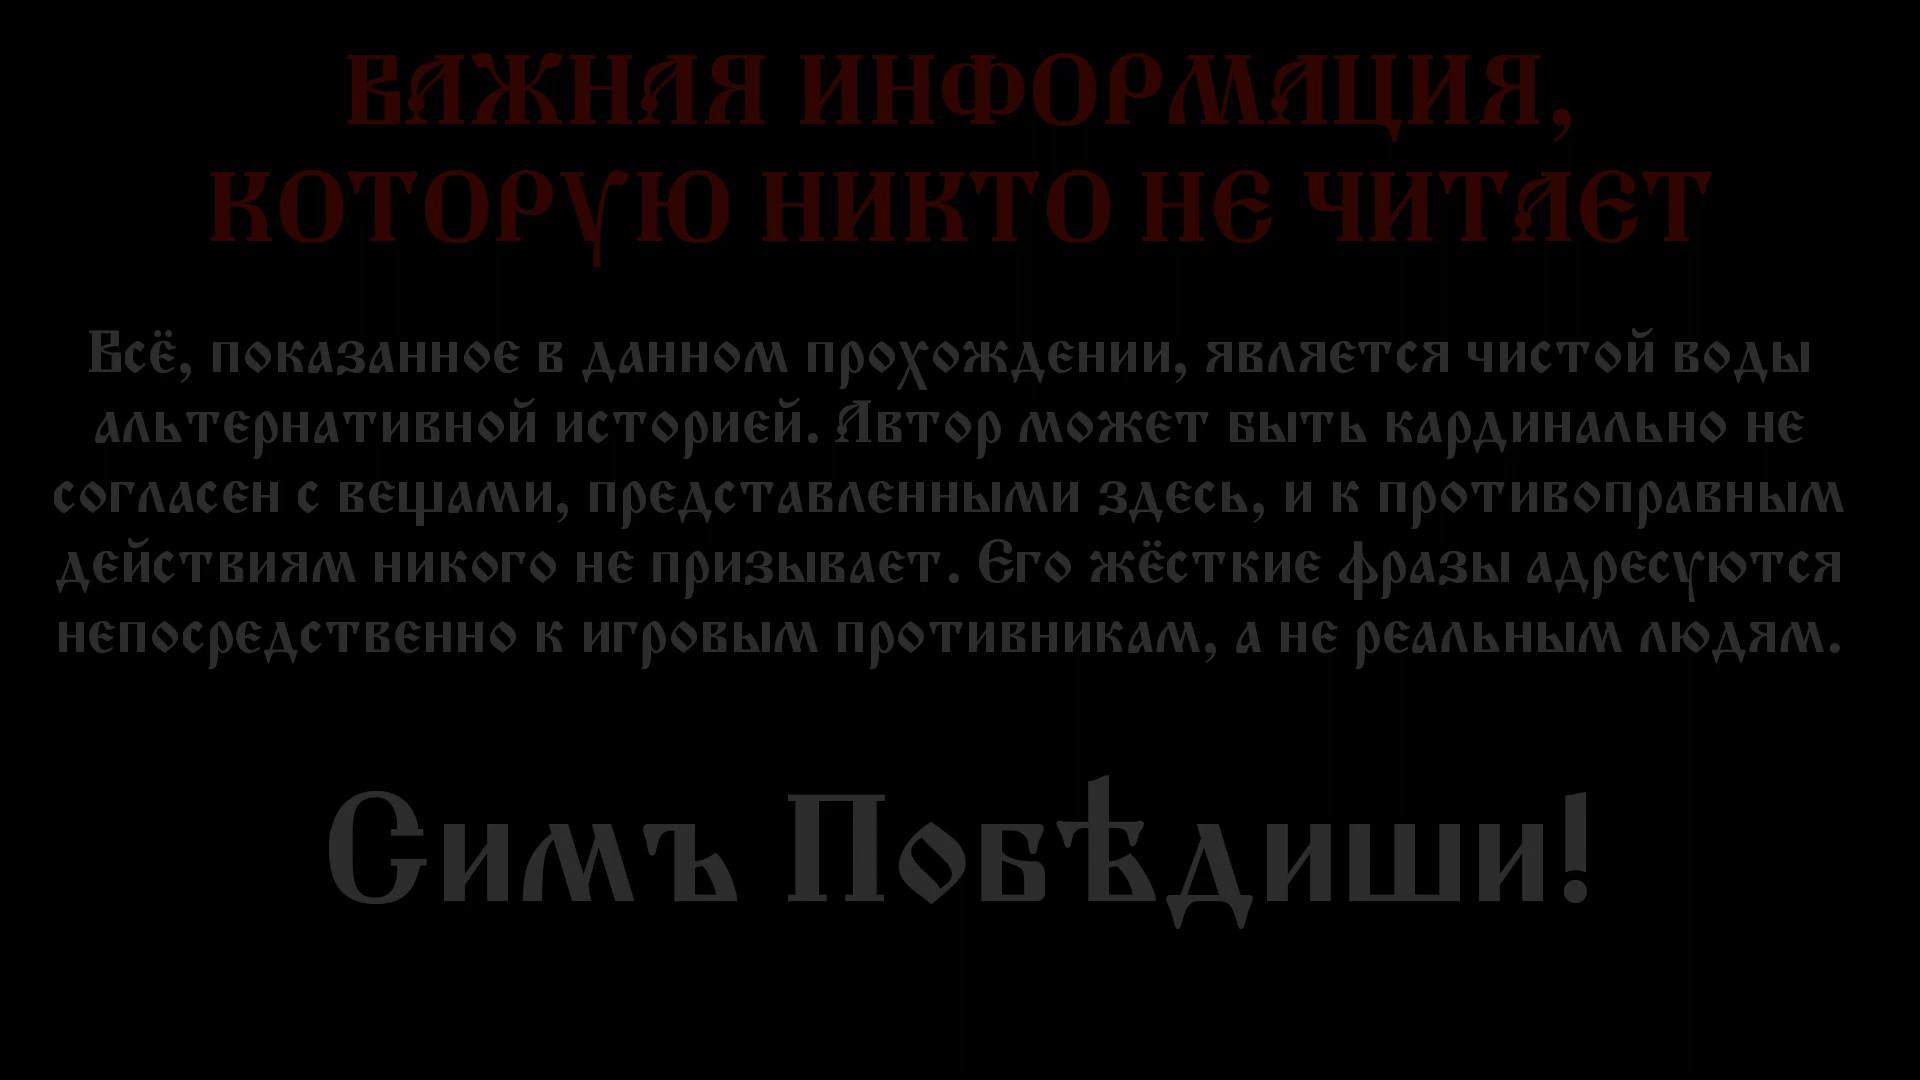 ВАЖНАЯ ИНФОРМАЦИЯ,
КОТОРУЮ НИКТО НЕ ЧИТАЕТ
Всё, показанное в данном прохождении, является чистой воды
альтернативной историей. Автор может быть кардинально не
согласен с вещами, представленными здесь, и к противоправным
действиям никого не призывает. Его жёсткие фразы адресуются
непосредственно к игровым противникам, а не реальным людям.
Симъ Побѣдиши!